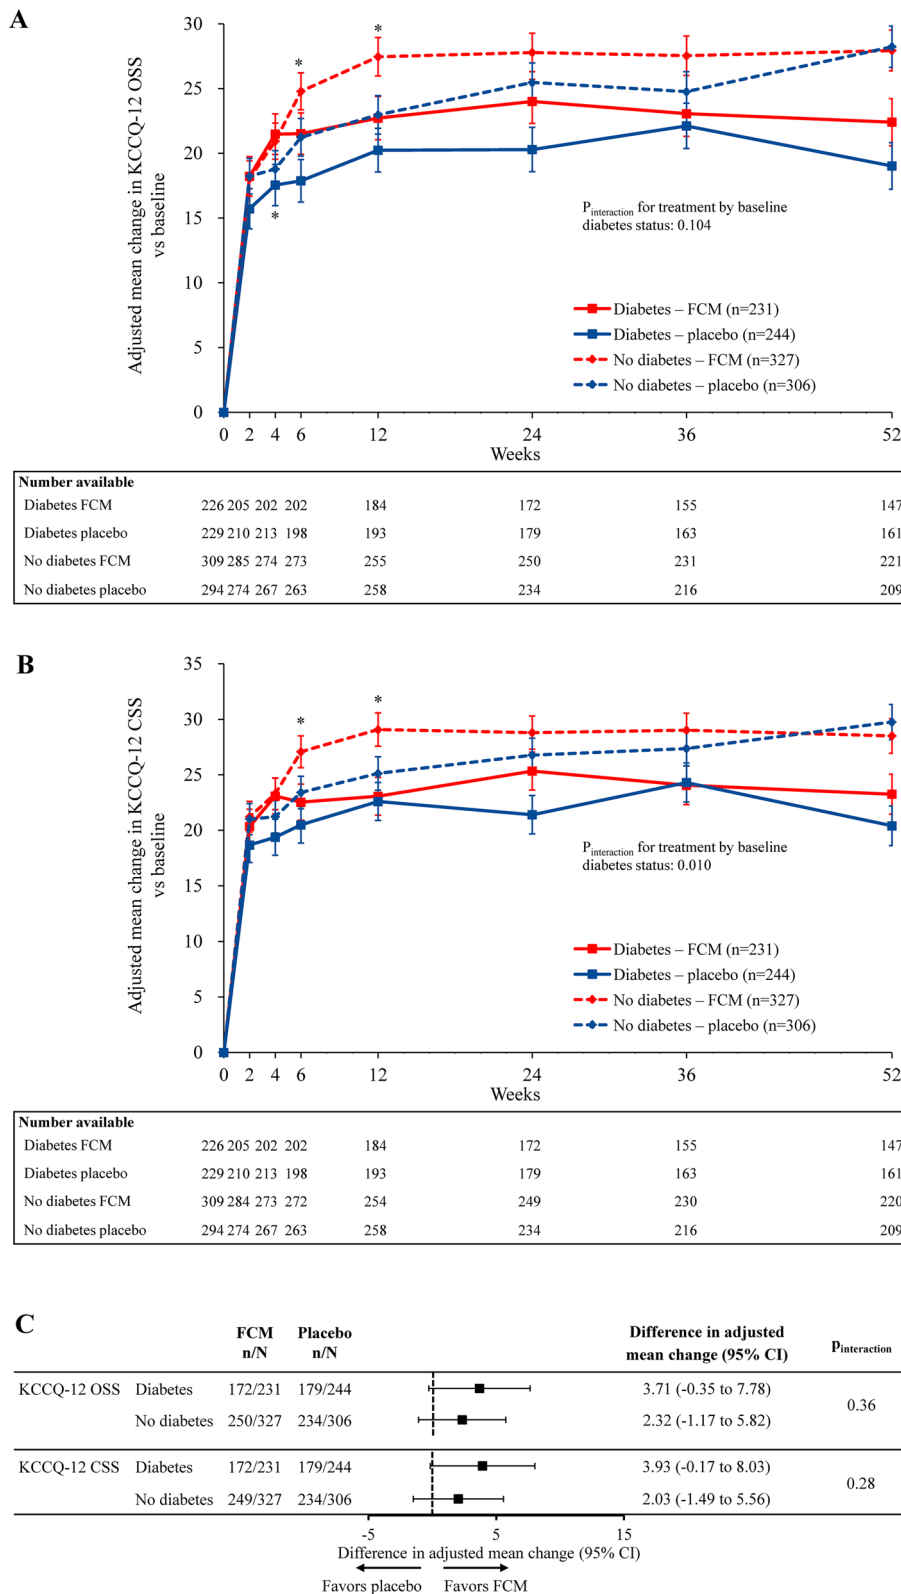 A
Adjusted mean change in KCCQ-12 OSS
vs baseline
30
25
20
15
10
5
0
*
*
*
P interaction for treatment by baseline
diabetes status: 0.104
Diabetes – FCM (n=231)
Diabetes – placebo (n=244)
No diabetes – FCM (n=327)
No diabetes – placebo (n=306)
0 2 4 6 12 24 36 52
Weeks
Number available
Diabetes FCM 226 205 202 202 184 172 155 147
Diabetes placebo 229 210 213 198 193 179 163 161
No diabetes FCM 309 285 274 273 255 250 231 221
No diabetes placebo 294 274 267 263 258 234 216 209
B
Adjusted mean change in KCCQ-12 CSS
vs baseline
35
30
25
20
15
10
5
0
*
*
P interaction for treatment by baseline
diabetes status: 0.010
Diabetes – FCM (n=231)
Diabetes – placebo (n=244)
No diabetes – FCM (n=327)
No diabetes – placebo (n=306)
0 2 4 6 12 24 36 52
Weeks
Number available
Diabetes FCM 226 205 202 202 184 172 155 147
Diabetes placebo 229 210 213 198 193 179 163 161
No diabetes FCM 309 284 273 272 254 249 230 220
No diabetes placebo 294 274 267 263 258 234 216 209
C
FCM Placebo Difference in adjusted
n/N n/N mean change (95% CI) p interaction
KCCQ-12 OSS Diabetes 172/231 179/244 3.71 (-0.35 to 7.78)
0.36
No diabetes 250/327 234/306 2.32 (-1.17 to 5.82)
KCCQ-12 CSS Diabetes 172/231 179/244 3.93 (-0.17 to 8.03)
0.28
No diabetes 249/327 234/306 2.03 (-1.49 to 5.56)
-5 5 15
Difference in adjusted mean change (95% CI)
Favors placebo Favors FCM